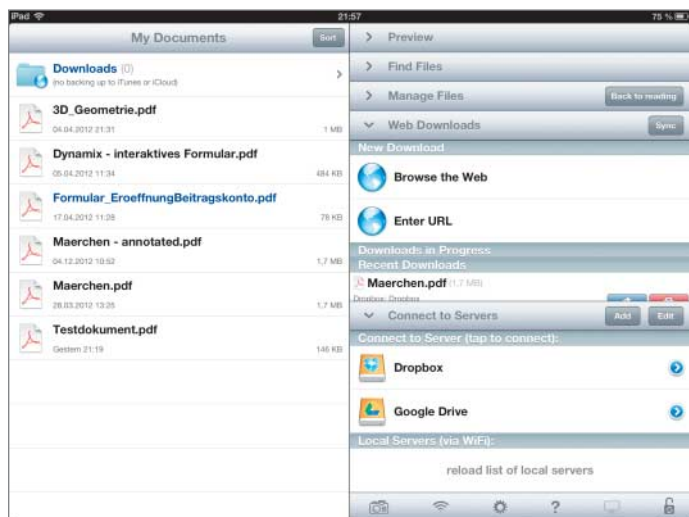 iPad
21:57
75 %
My Documents
Sort
Downloads (0)
(no backing up to iTunes or iCloud)
3D_Geometrie.pdf
04.04.2012 21:31
1 MB
Dynamix - interaktives Formular.pdf
05.04.2012 11:34
484 KB
Formular_EroeffnungBeitragskonto.pdf
17.04.2012 11:28
78 KB
Maerchen - annotated.pdf
04.12.2012 10:52
1,7 MB
Maerchen.pdf
28.03.2012 13:25
1,7 MB
Testdokument.pdf
Gestern 21:19
146 KB
Preview
Find Files
Manage Files
Back to reading
Web Downloads
Sync
New Download
Browse the Web
Enter URL
Downloads in Progress
Recent Downloads
Maerchen.pdf (1,7 MB)
Dropbox: Dropbox
Connect to Servers
Add
Edit
Connect to Server (tap to connect):
Dropbox
Google Drive
Local Servers (via WiFi):
reload list of local servers
?